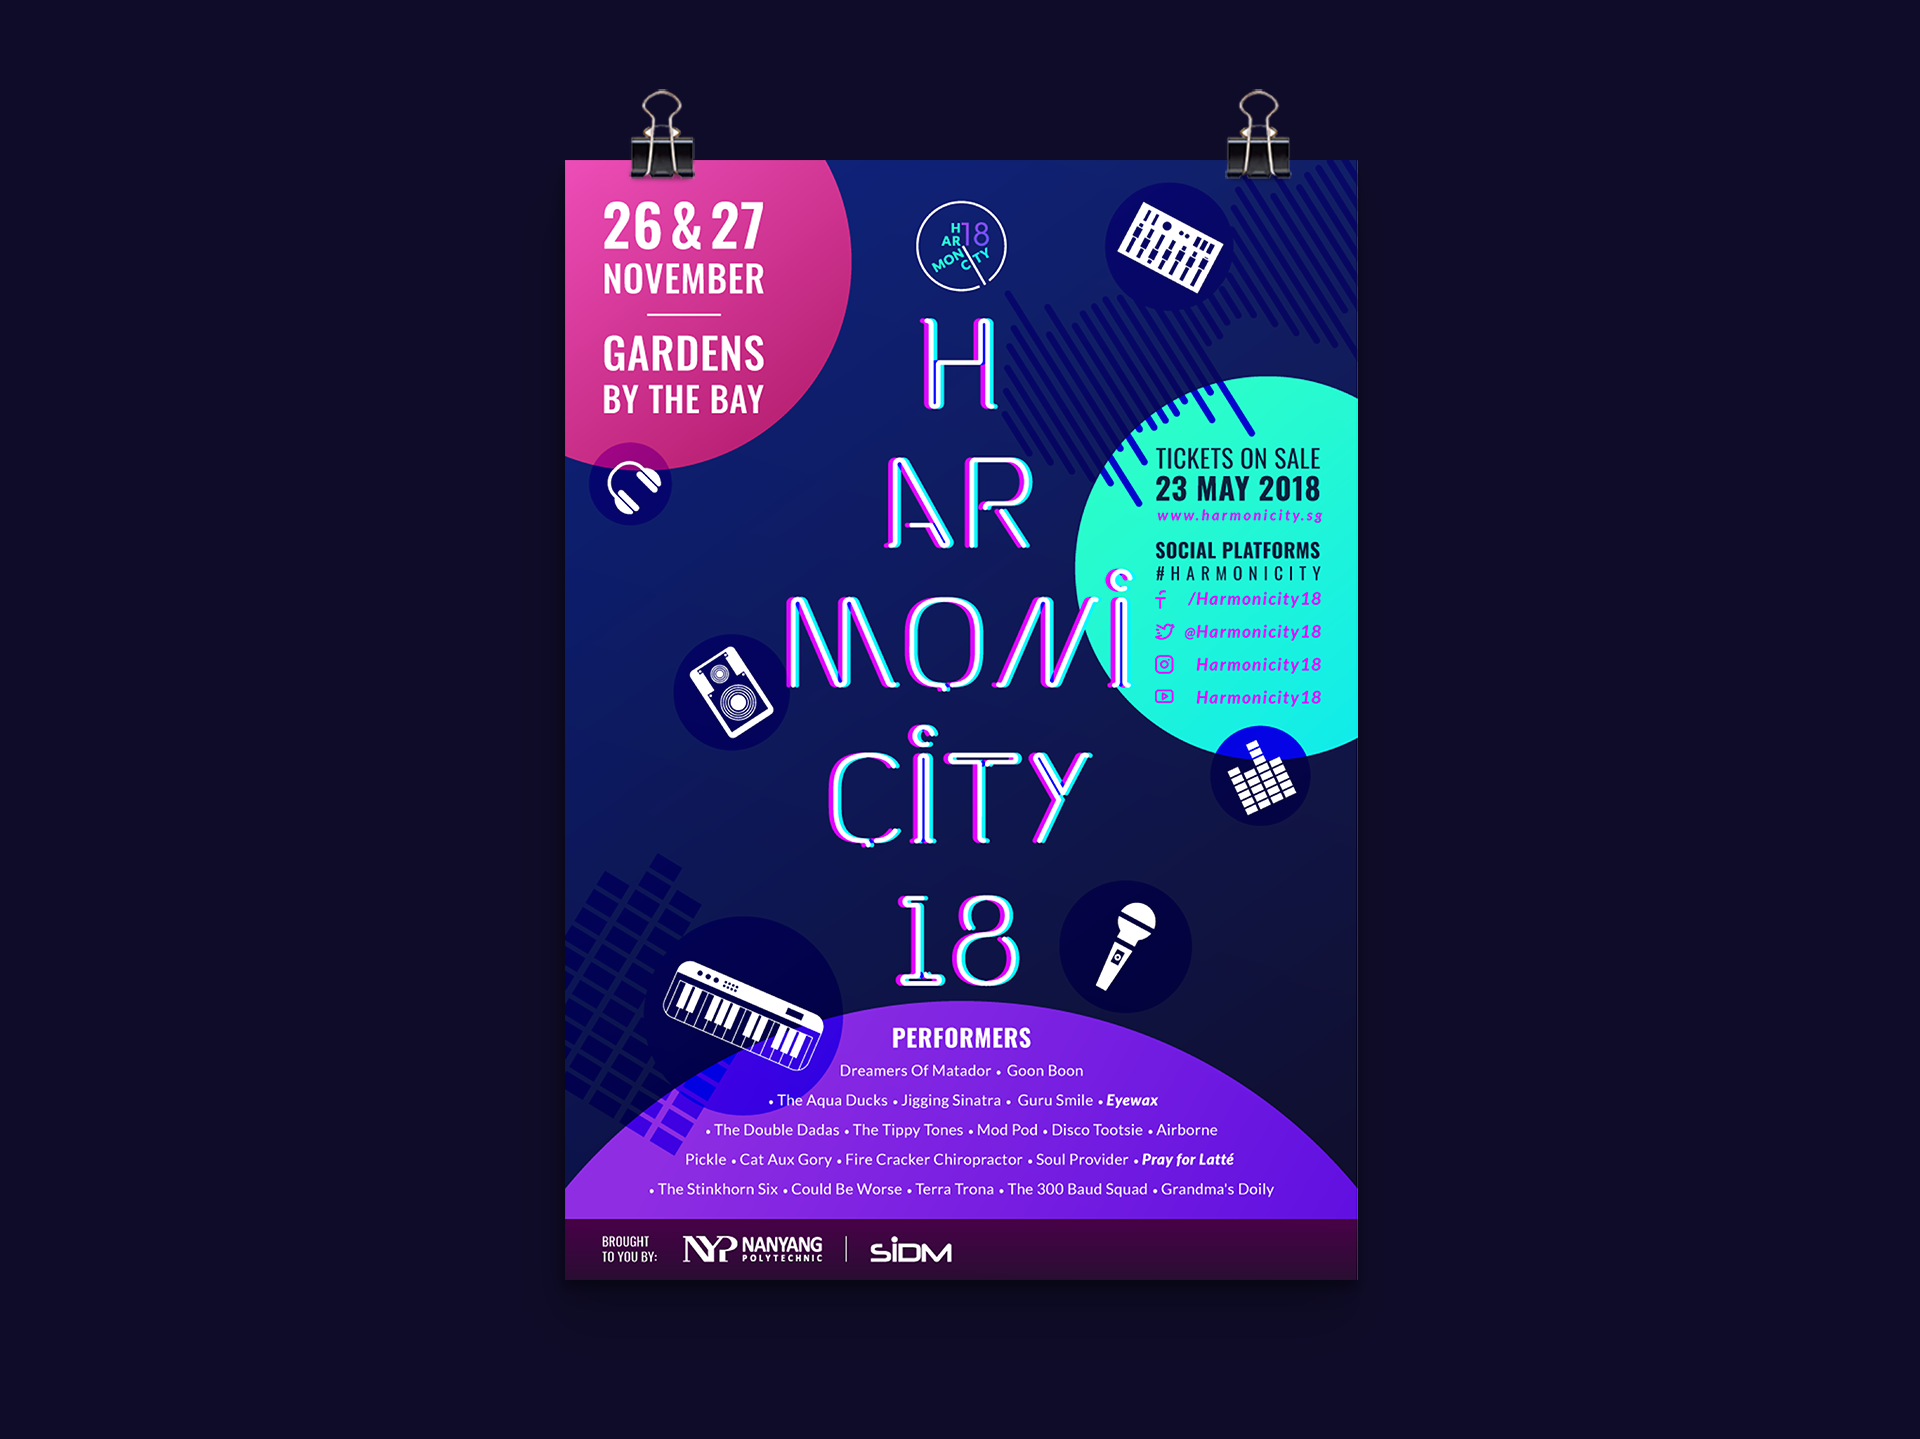 26 & 27
NOVEMBER
GARDENS
BY THE BAY
H 18
AR
MONI
CITY
H
AR
MONI
CITY
18
TICKETS ON SALE
23 MAY 2018
www.harmonicity.sg
SOCIAL PLATFORMS
#HARMONICITY
/Harmonicity18
@Harmonicity18
Harmonicity18
Harmonicity18
PERFORMERS
Dreamers Of Matador • Goon Boon
• The Aqua Ducks • Jigging Sinatra • Guru Smile • Eyewax
• The Double Dadas • The Tippy Tones • Mod Pod • Disco Tootsie • Airborne
Pickle • Cat Aux Gory • Fire Cracker Chiropractor • Soul Provider • Pray for Latté
• The Stinkhorn Six • Could Be Worse • Terra Trona • The 300 Baud Squad • Grandma's Doily
BROUGHT
TO YOU BY:
NYP NANYANG
POLYTECHNIC
SiDM